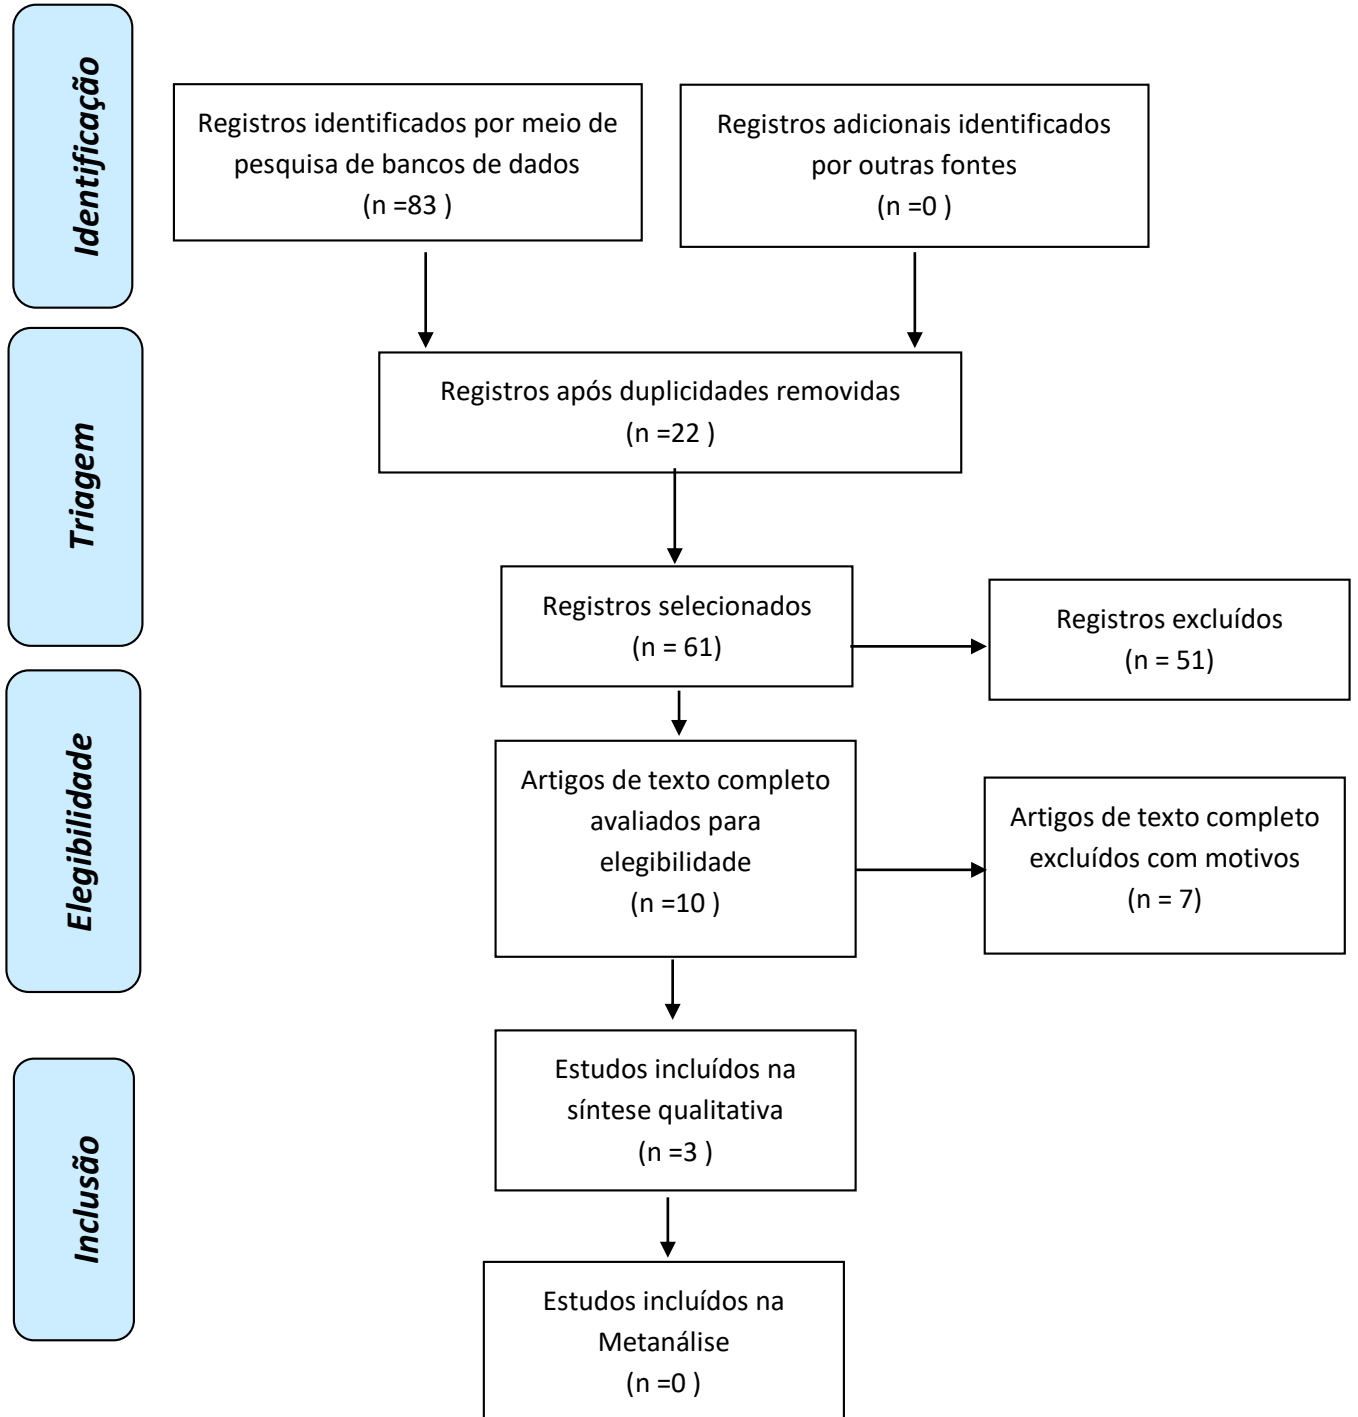 Identificação
Registros identificados por meio de
pesquisa de bancos de dados
(n =83 )
Registros adicionais identificados
por outras fontes
(n =0 )
Triagem
Registros após duplicidades removidas
(n =22 )
Registros selecionados
(n = 61)
Registros excluídos
(n = 51)
Elegibilidade
Artigos de texto completo
avaliados para
elegibilidade
(n =10 )
Artigos de texto completo
excluídos com motivos
(n = 7)
Inclusão
Estudos incluídos na
síntese qualitativa
(n =3 )
Estudos incluídos na
Metanálise
(n =0 )